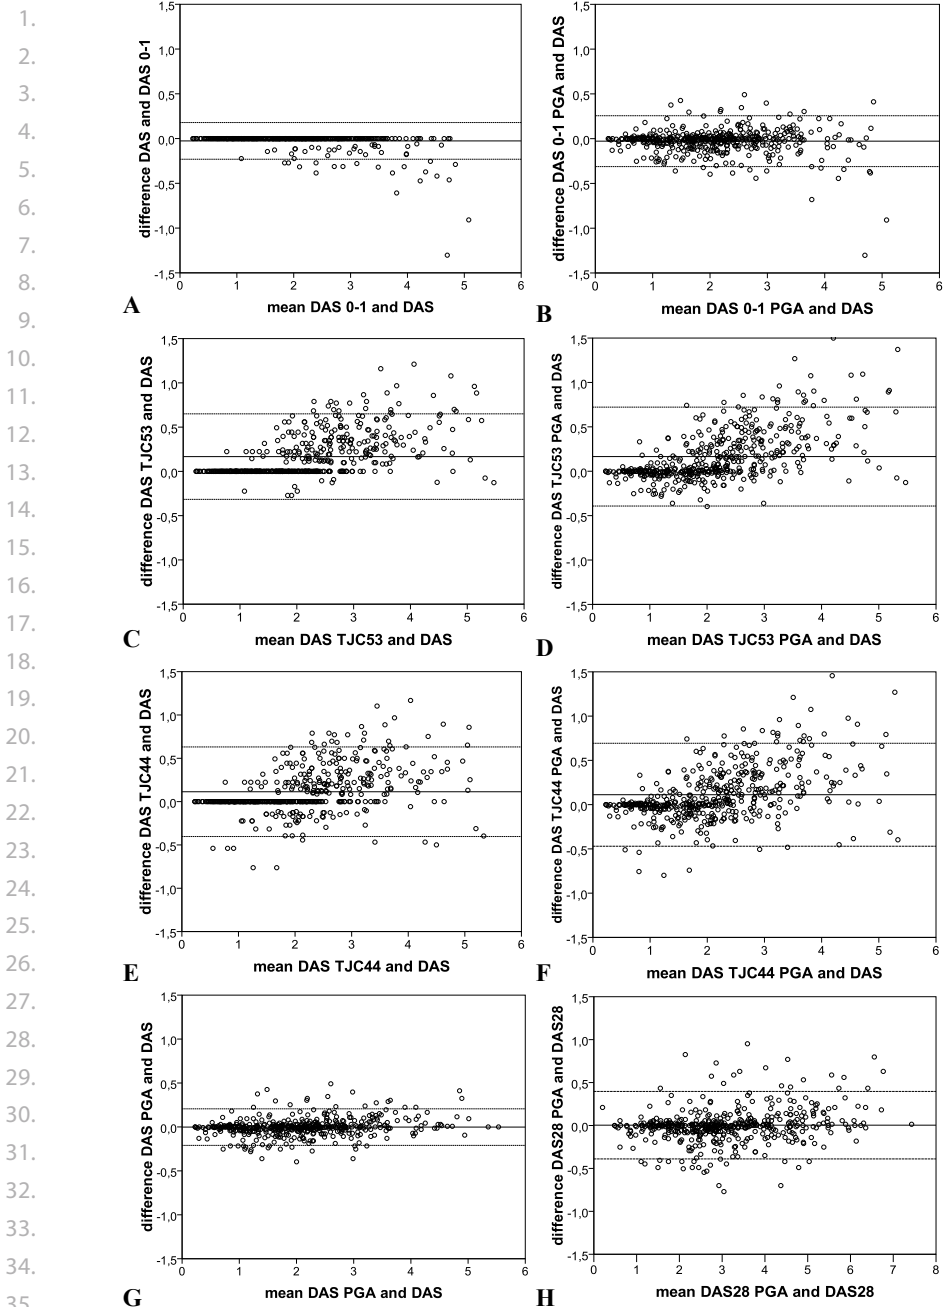 1.
2.
3.
4.
5.
6.
7.
8.
9.
10.
11.
12.
13.
14.
15.
16.
17.
18.
19.
20.
21.
22.
23.
24.
25.
26.
27.
28.
29.
30.
31.
32.
33.
34.
35.
difference DAS and DAS 0-1
1,5
1,0
0,5
0,0
-0,5
-1,0
-1,5
0 1 2 3 4 5 6
mean DAS 0-1 and DAS
A
difference DAS 0-1 PGA and DAS
1,5
1,0
0,5
0,0
-0,5
-1,0
-1,5
0 1 2 3 4 5 6
mean DAS 0-1 PGA and DAS
B
difference DAS TJC53 and DAS
1,5
1,0
0,5
0,0
-0,5
-1,0
-1,5
0 1 2 3 4 5 6
mean DAS TJC53 and DAS
C
difference DAS TJC53 PGA and DAS
1,5
1,0
0,5
0,0
-0,5
-1,0
-1,5
0 1 2 3 4 5 6
mean DAS TJC53 PGA and DAS
D
difference DAS TJC44 and DAS
1,5
1,0
0,5
0,0
-0,5
-1,0
-1,5
0 1 2 3 4 5 6
mean DAS TJC44 and DAS
E
difference DAS TJC44 PGA and DAS
1,5
1,0
0,5
0,0
-0,5
-1,0
-1,5
0 1 2 3 4 5 6
mean DAS TJC44 PGA and DAS
F
difference DAS PGA and DAS
1,5
1,0
0,5
0,0
-0,5
-1,0
-1,5
0 1 2 3 4 5 6
mean DAS PGA and DAS
G
difference DAS28 PGA and DAS28
1,5
1,0
0,5
0,0
-0,5
-1,0
-1,5
0 1 2 3 4 5 6 7 8
mean DAS28 PGA and DAS28
H